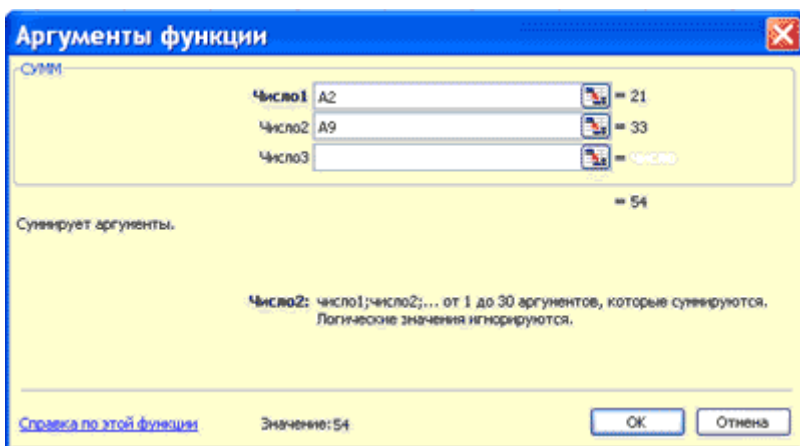 Аргументы функции
СУММ
Число1 A2 = 21
Число2 A9 = 33
Число3 =
= 54
Суммирует аргументы.
Число2: число1;число2;... от 1 до 30 аргументов, которые суммируются.
Логические значения игнорируются.
Справка по этой функции Значение:54 ОК Отмена